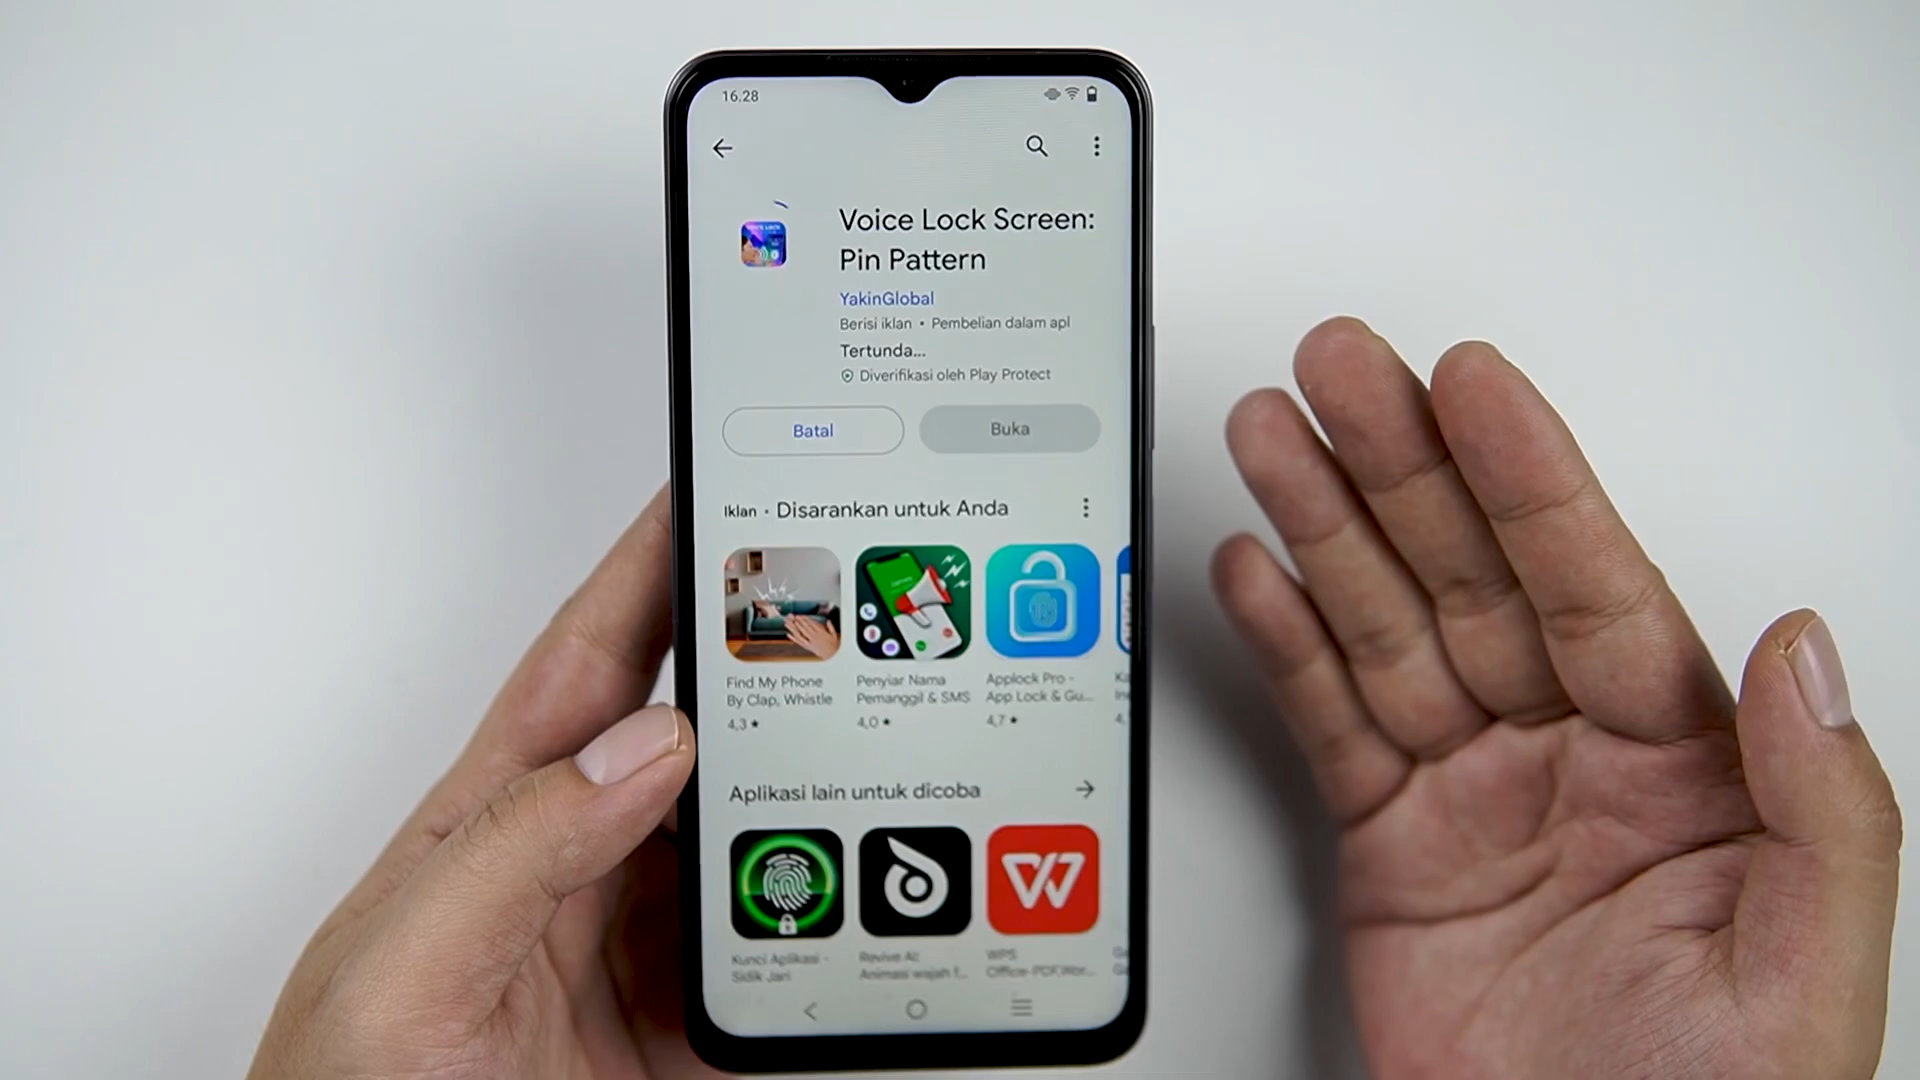 16.28
Voice Lock Screen:
Pin Pattern
YakinGlobal
Berisi iklan • Pembelian dalam apl
Tertunda...
Diverifikasi oleh Play Protect
Batal
Buka
Iklan • Disarankan untuk Anda
Find My Phone
By Clap, Whistle
4,3 ★
Penyiar Nama
Pemanggil & SMS
4,0 ★
Applock Pro -
App Lock & Gu...
4,7 ★
Aplikasi lain untuk dicoba
Kunci Aplikasi -
Sidik Jari
Revive AI:
Animasi wajah f...
WPS
Office-PDF,Wor...